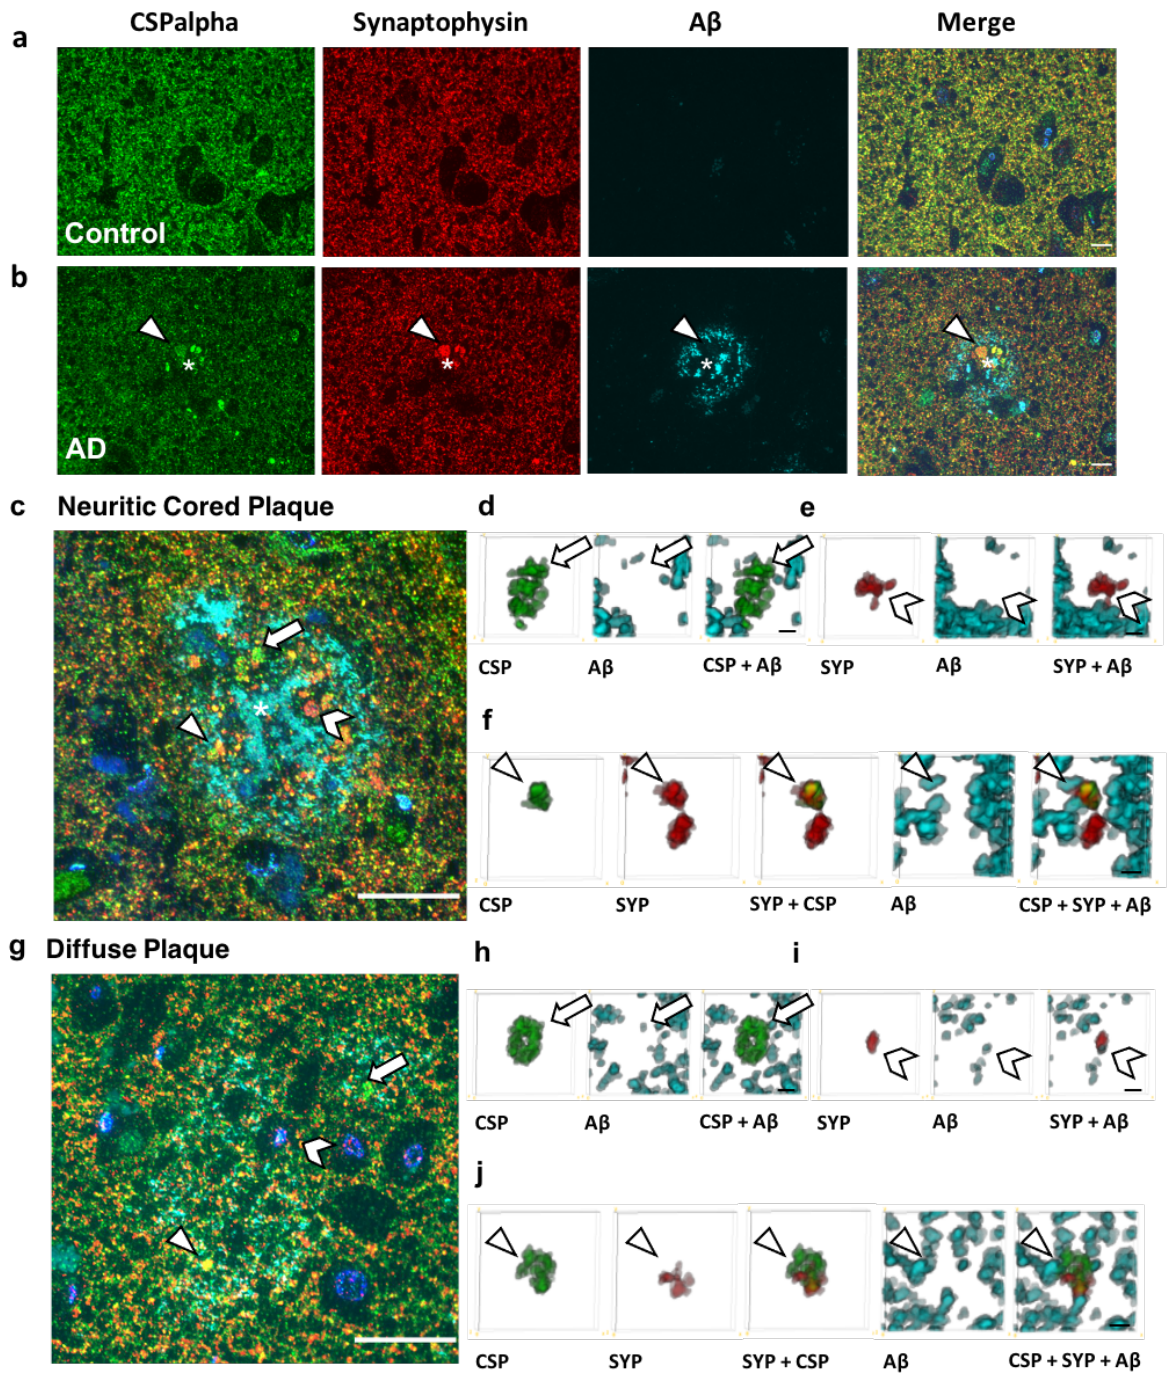 CSPalpha Synaptophysin Aβ Merge
a
Control
b
*
*
*
*
AD
c Neuritic Cored Plaque
d
e
*
CSP Aβ CSP + Aβ SYP Aβ SYP + Aβ
f
CSP SYP SYP + CSP Aβ CSP + SYP + Aβ
g Diffuse Plaque
h
i
CSP Aβ CSP + Aβ SYP Aβ SYP + Aβ
j
CSP SYP SYP + CSP Aβ CSP + SYP + Aβ